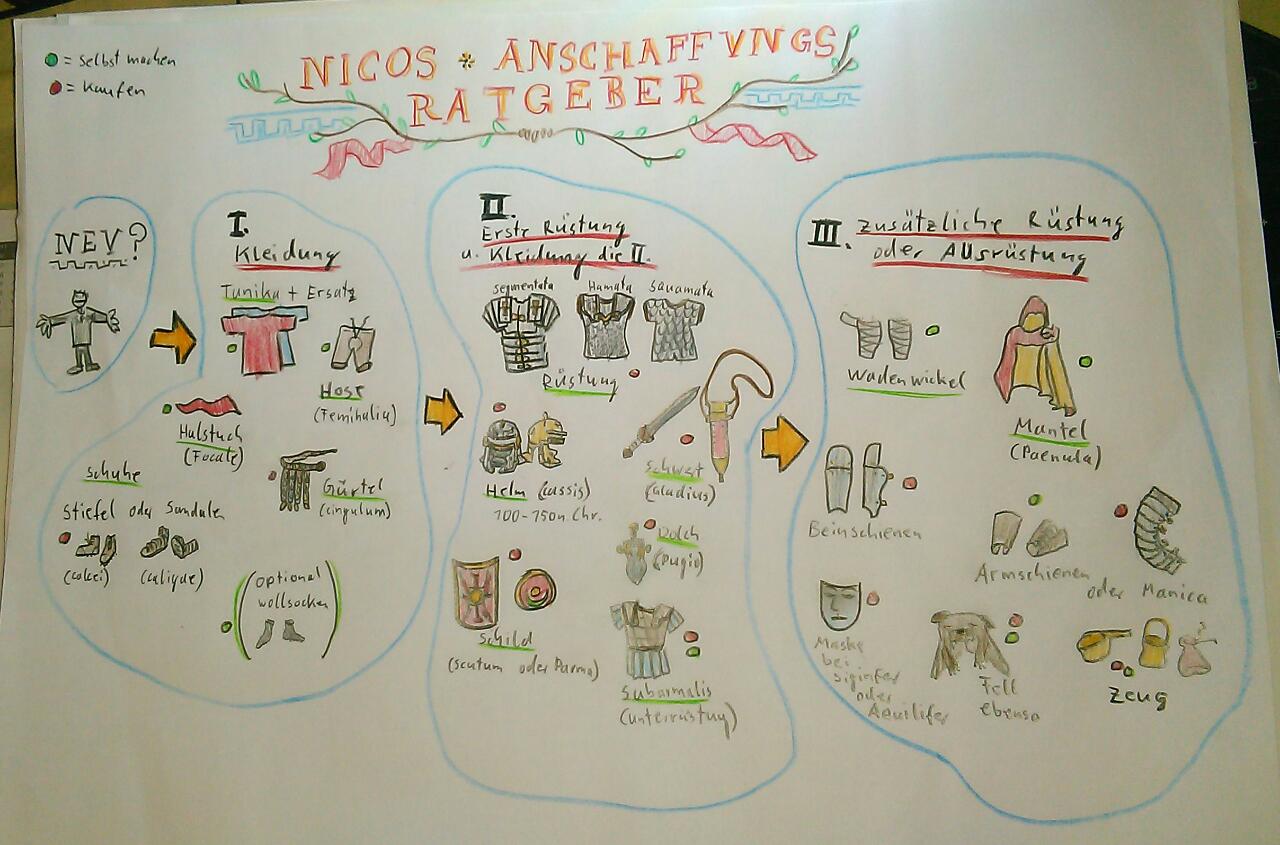 = selbst machen
= kaufen
NICOS * ANSCHAFFVNGS
RATGEBER
NEV?
I.
Kleidung
Tunika + Ersatz
Hose
(Feminalia)
Halstuch
(Focale)
Gürtel
(cingulum)
Schuhe
Stiefel oder Sandalen
(calcei)
(caligae)
(optional
wollsocken)
II.
Erste Rüstung
u. Kleidung die II.
Segmentata
Hamata
Squamata
Rüstung
Helm (cassis)
100-150 n. Chr.
Schwert
(Gladius)
Dolch
(Pugio)
Schild
(scutum oder Parma)
Subarmalis
(unterrüstung)
III. Zusätzliche Rüstung
oder Ausrüstung
Wadenwickel
Mantel
(Paenula)
Beinschienen
Armschienen
oder Manica
Maske
bei
Signifer
oder
Aquilifer
Fell
ebenso
Zeug